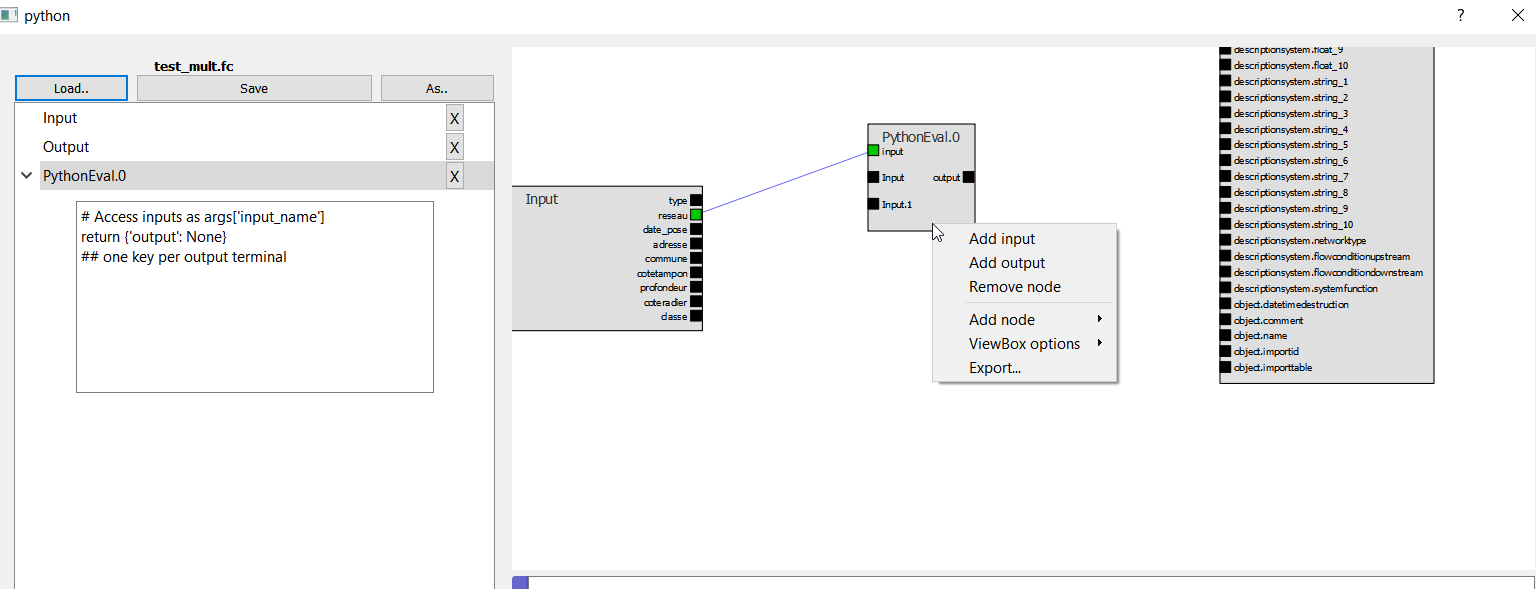 python
?
test_mult.fc
Load..
Save
As..
Input
X
Output
X
PythonEval.0
X
# Access inputs as args['input_name']
return {'output': None}
## one key per output terminal
Input
type
reseau
date_pose
adresse
commune
cotetampon
profondeur
coteradier
classe
PythonEval.0
input
Input
output
Input.1
Add input
Add output
Remove node
Add node
ViewBox options
Export...
descriptionsystem.float_9
descriptionsystem.float_10
descriptionsystem.string_1
descriptionsystem.string_2
descriptionsystem.string_3
descriptionsystem.string_4
descriptionsystem.string_5
descriptionsystem.string_6
descriptionsystem.string_7
descriptionsystem.string_8
descriptionsystem.string_9
descriptionsystem.string_10
descriptionsystem.networktype
descriptionsystem.flowconditionupstream
descriptionsystem.flowconditiondownstream
descriptionsystem.systemfunction
object.datetimedestruction
object.comment
object.name
object.importid
object.importtable